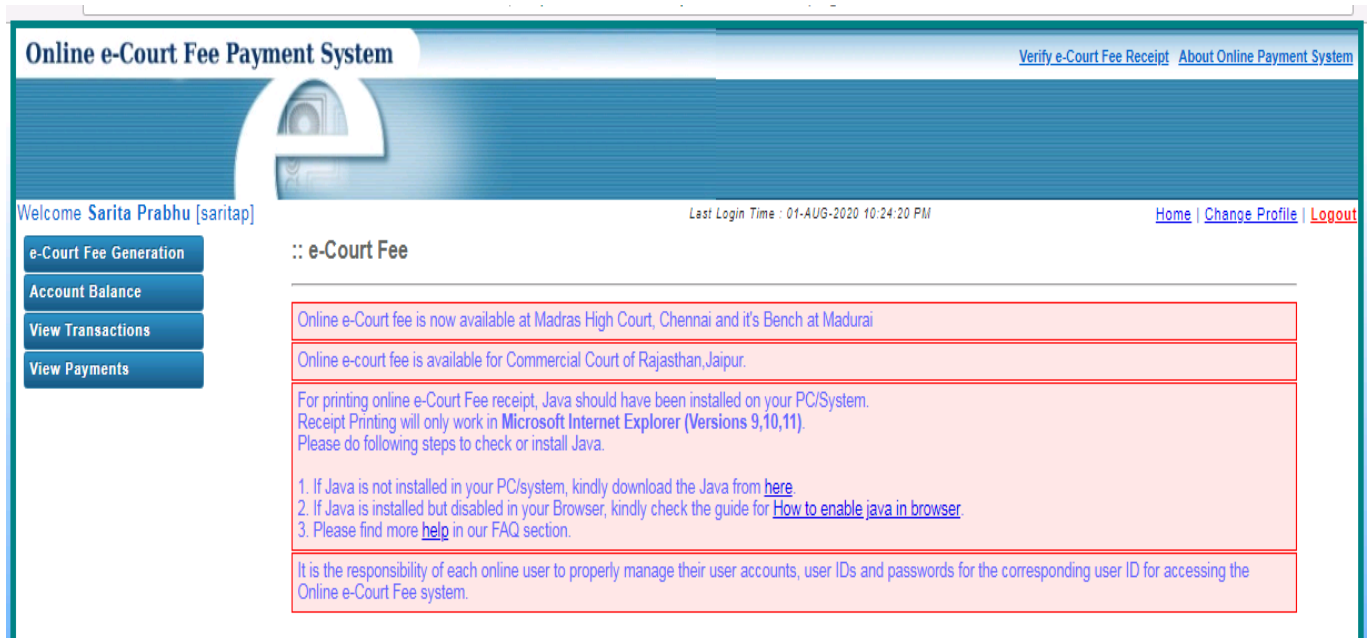 Online e-Court Fee Payment System
Verify e-Court Fee Receipt About Online Payment System
Welcome Sarita Prabhu [saritap]
Last Login Time : 01-AUG-2020 10:24:20 PM
Home | Change Profile | Logout
e-Court Fee Generation
Account Balance
View Transactions
View Payments
:: e-Court Fee
Online e-Court fee is now available at Madras High Court, Chennai and it's Bench at Madurai
Online e-court fee is available for Commercial Court of Rajasthan,Jaipur.
For printing online e-Court Fee receipt, Java should have been installed on your PC/System.
Receipt Printing will only work in Microsoft Internet Explorer (Versions 9,10,11).
Please do following steps to check or install Java.
1. If Java is not installed in your PC/system, kindly download the Java from here.
2. If Java is installed but disabled in your Browser, kindly check the guide for How to enable java in browser.
3. Please find more help in our FAQ section.
It is the responsibility of each online user to properly manage their user accounts, user IDs and passwords for the corresponding user ID for accessing the
Online e-Court Fee system.